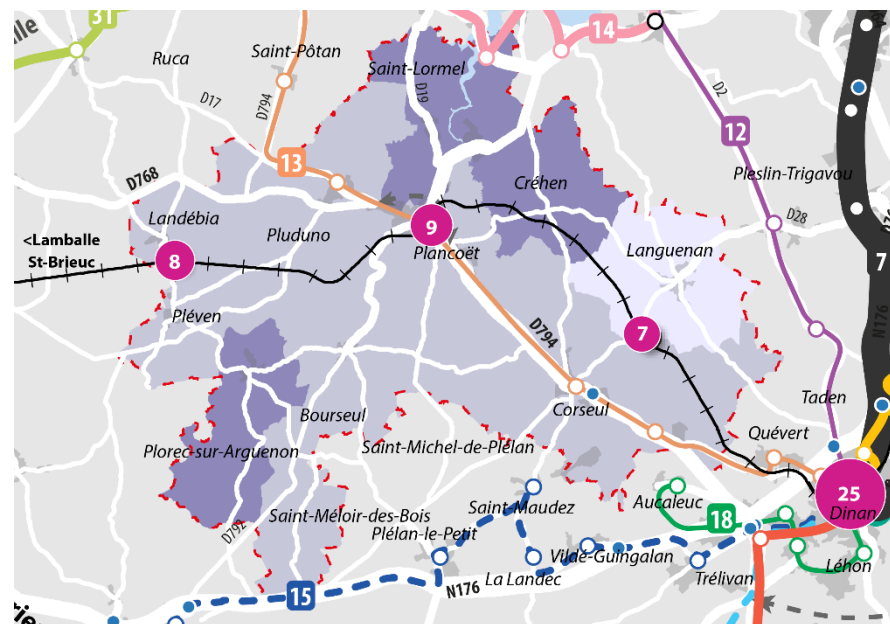 31
14
Ruca
Saint-Pôtan
Saint-Lormel
D17
D794
D19
D2
12
13
Pleslin-Trigavou
D768
Créhen
Landébia
9
D28
<Lamballe
St-Brieuc
Pluduno
Plancoët
Languenan
8
7
Pléven
D794
7
N176
Taden
Bourseul
Corseul
Plorec-sur-Arguenon
Saint-Michel-de-Plélan
Quévert
25
Dinan
Saint-Maudez
Aucaleuc
Saint-Méloir-des-Bois
18
D792
Plélan-le-Petit
Vildé-Guingalan
Léhon
La Landec
Trélivan
15
N176